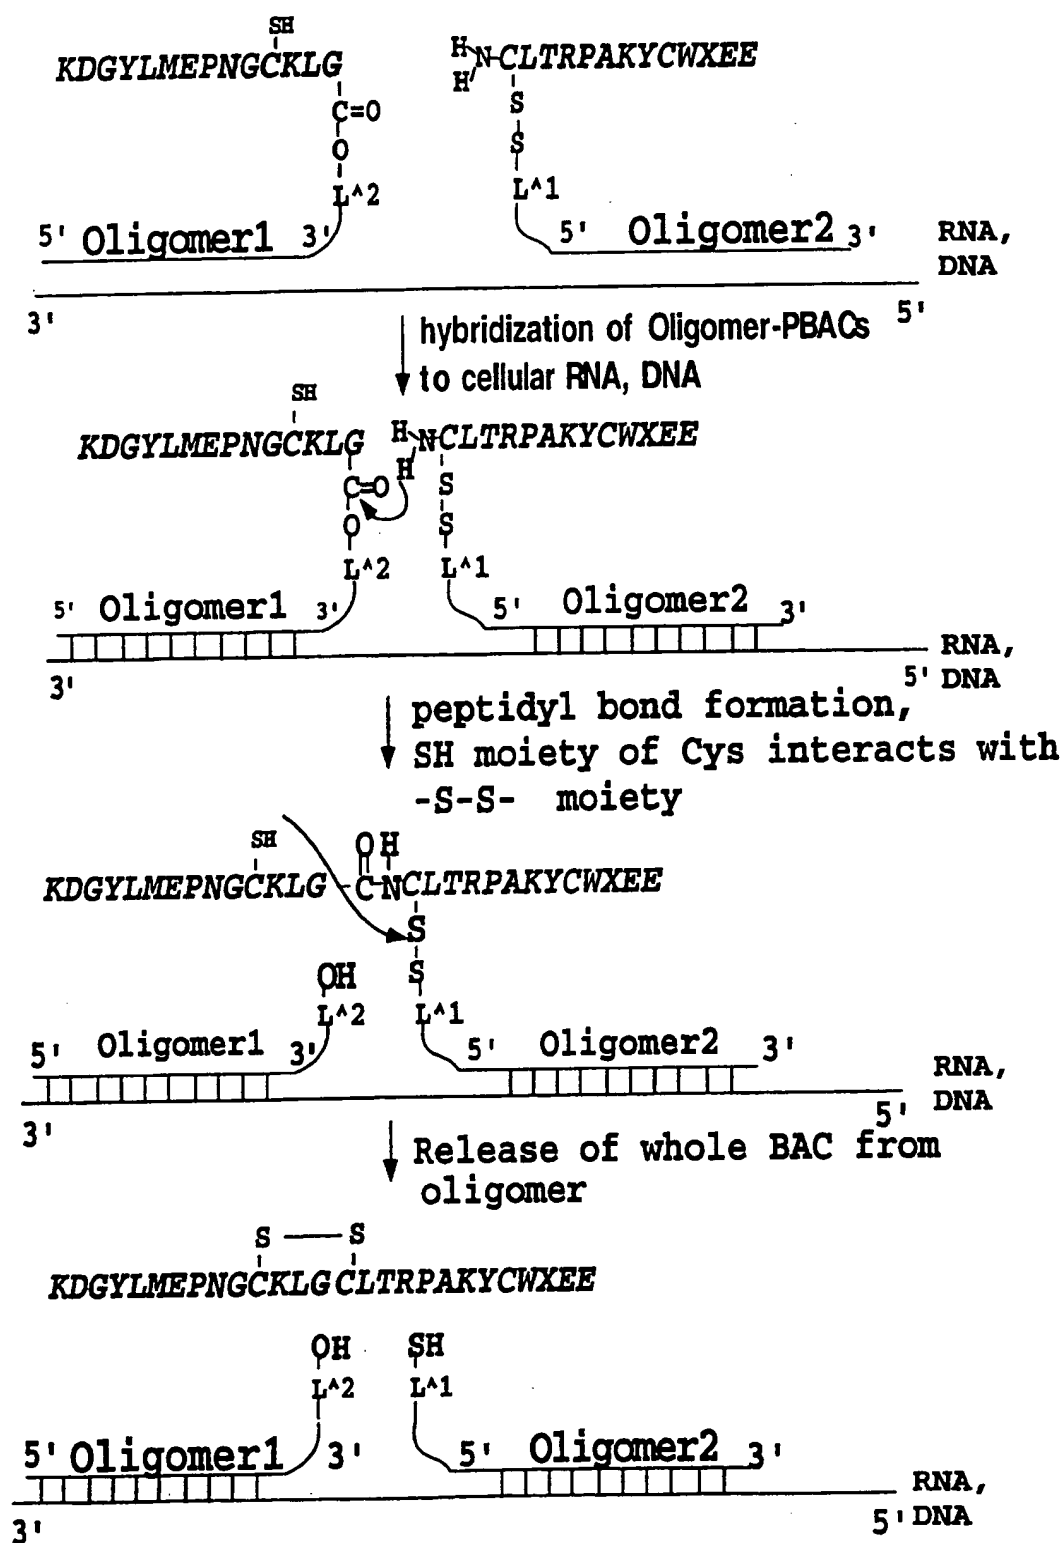 SH
KDGYLMEPNGCKLG
H N-CLTRPAKYCWXEE
H
C=O
O
L^2
S
S
L^1
5' Oligomer1 3'
5' Oligomer2 3'
RNA,
DNA
3'
5'
hybridization of Oligomer-PBACs
to cellular RNA, DNA
SH
KDGYLMEPNGCKLG
H N-CLTRPAKYCWXEE
H
C=O
O
L^2
S
S
L^1
5' Oligomer1 3'
5' Oligomer2 3'
RNA,
DNA
3'
5'
peptidyl bond formation,
SH moiety of Cys interacts with
-S-S- moiety
SH
O H
KDGYLMEPNGCKLG -C-NCLTRPAKYCWXEE
S
S
OH
L^2
L^1
5' Oligomer1 3'
5' Oligomer2 3'
RNA,
DNA
3'
5'
Release of whole BAC from
oligomer
S — S
KDGYLMEPNGCKLGCLTRPAKYCWXEE
OH
SH
L^2
L^1
5' Oligomer1 3'
5' Oligomer2 3'
RNA,
DNA
3'
5'